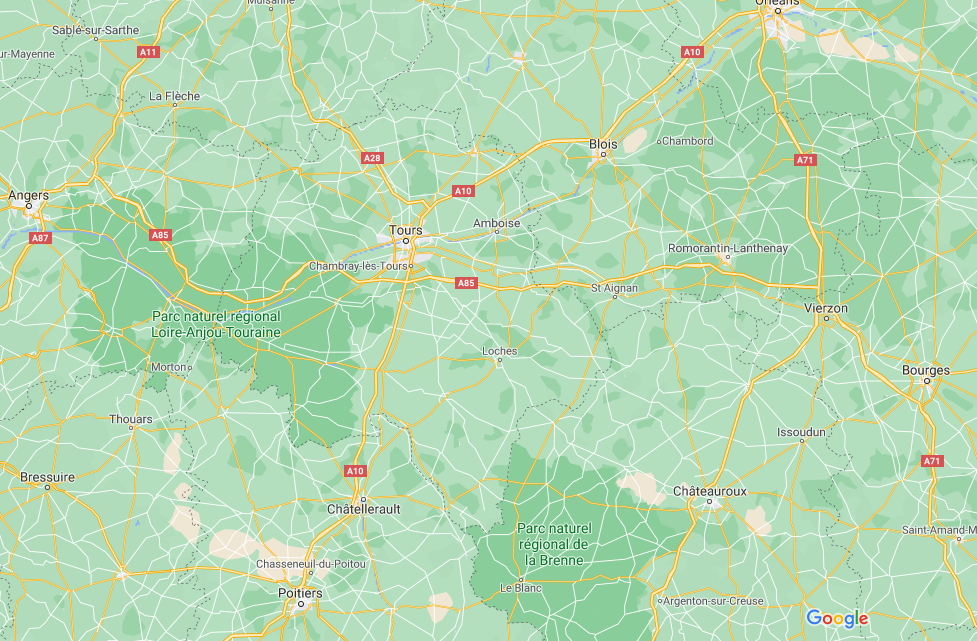 Mulsanne
Orléans
Sablé-sur-Sarthe
A11
A10
ur-Mayenne
La Flèche
Blois
Chambord
A28
A71
A10
Angers
Amboise
Tours
A87
A85
Romorantin-Lanthenay
Chambray-lès-Tours
A85
St Aignan
Vierzon
Parc naturel régional
Loire-Anjou-Touraine
Loches
Morton
Bourges
Thouars
Issoudun
A10
A71
Bressuire
Châteauroux
Châtellerault
Parc naturel
régional de
la Brenne
Saint-Amand-M
Chasseneuil-du-Poitou
Le Blanc
Poitiers
Argenton-sur-Creuse
Google